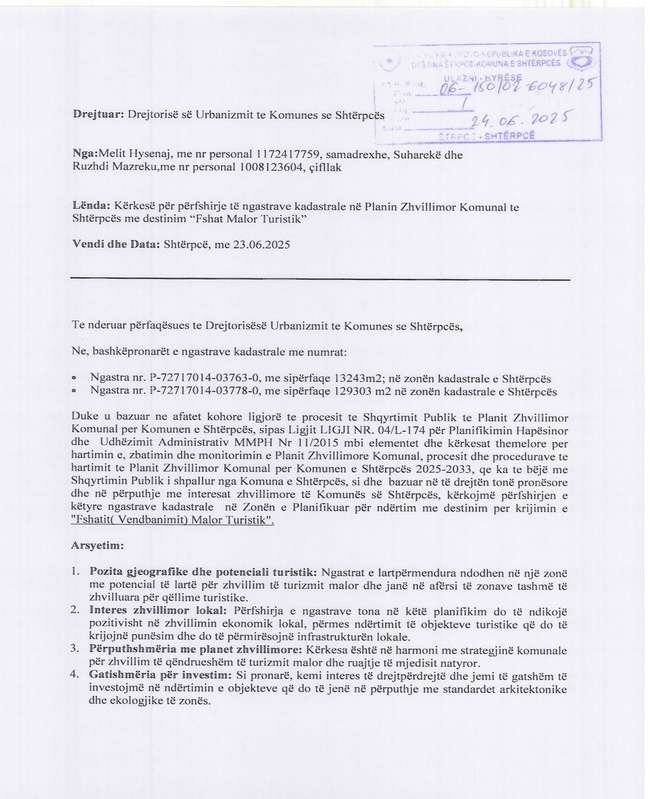 REPUBLIKA E KOSOVËS
OPŠTINA ŠTRPCE-KOMUNA E SHTËRPCËS
ULAZNI - HYRËSE
06-150/02-6048/25
1
24.06.2025
ŠTRPCE - SHTËRPCË
Drejtuar: Drejtorisë së Urbanizmit te Komunes se Shtërpcës
Nga:Melit Hysenaj, me nr personal 1172417759, samadrexhe, Suharekë dhe
Ruzhdi Mazreku,me nr personal 1008123604, çifllak
Lënda: Kërkesë për përfshirje të ngastrave kadastrale në Planin Zhvillimor Komunal te
Shtërpcës me destinim “Fshat Malor Turistik”
Vendi dhe Data: Shtërpcë, me 23.06.2025
Te nderuar përfaqësues te Drejtorisësë Urbanizmit te Komunes se Shtërpcës,
Ne, bashkëpronarët e ngastrave kadastrale me numrat:
• Ngastra nr. P-72717014-03763-0, me sipërfaqe 13243m2; në zonën kadastrale e Shtërpcës
• Ngastra nr. P-72717014-03778-0, me sipërfaqe 129303 m2 në zonën kadastrale e Shtërpcës
Duke u bazuar ne afatet kohore ligjorë te procesit te Shqyrtimit Publik te Planit Zhvillimor
Komunal per Komunen e Shtërpcës, sipas Ligjit LIGJI NR. 04/L-174 për Planifikimin Hapësinor
dhe Udhëzimit Administrativ MMPH Nr 11/2015 mbi elementet dhe kërkesat themelore per
hartimin e, zbatimin dhe monitorimin e Planit Zhvillimore Komunal, procesit dhe procedurave te
hartimit te Planit Zhvillimor Komunal per Komunen e Shtërpcës 2025-2033, qe ka te bëjë me
Shqyrtimin Publik i shpallur nga Komuna e Shtërpcës, si dhe bazuar në të drejtën tonë pronësore
dhe në përputhje me interesat zhvillimore të Komunës së Shtërpcës, kërkojmë përfshirjen e
këtyre ngastrave kadastrale në Zonën e Planifikuar për ndërtim me destinim per krijimin e
"Fshatit( Vendbanimit) Malor Turistik".
Arsyetim:
1. Pozita gjeografike dhe potenciali turistik: Ngastrat e lartpërmendura ndodhen në një zonë
me potencial të lartë për zhvillim të turizmit malor dhe janë në afërsi të zonave tashmë të
zhvilluara për qëllime turistike.
2. Interes zhvillimor lokal: Përfshirja e ngastrave tona në këtë planifikim do të ndikojë
pozitivisht në zhvillimin ekonomik lokal, përmes ndërtimit të objekteve turistike që do të
krijojnë punësim dhe do të përmirësojnë infrastrukturën lokale.
3. Përputhshmëria me planet zhvillimore: Kërkesa është në harmoni me strategjinë komunale
për zhvillim të qëndrueshëm të turizmit malor dhe ruajtje të mjedisit natyror.
4. Gatishmëria për investim: Si pronarë, kemi interes të drejtpërdrejtë dhe jemi të gatshëm të
investojmë në ndërtimin e objekteve që do të jenë në përputhje me standardet arkitektonike
dhe ekologjike të zonës.